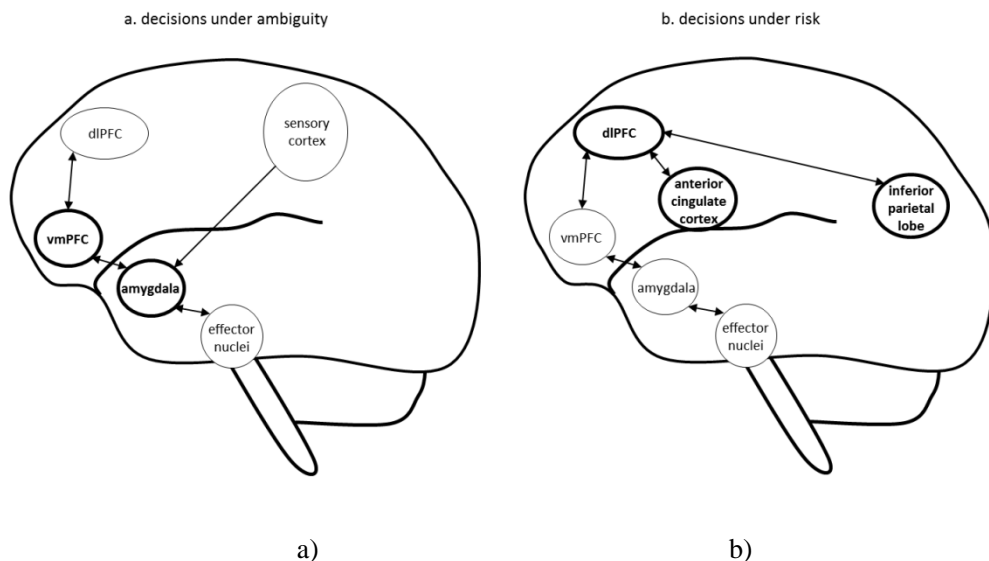 a. decisions under ambiguity
dlPFC
sensory
cortex
vmPFC
amygdala
effector
nuclei
b. decisions under risk
dlPFC
anterior
cingulate
cortex
inferior
parietal
lobe
vmPFC
amygdala
effector
nuclei
a)
b)